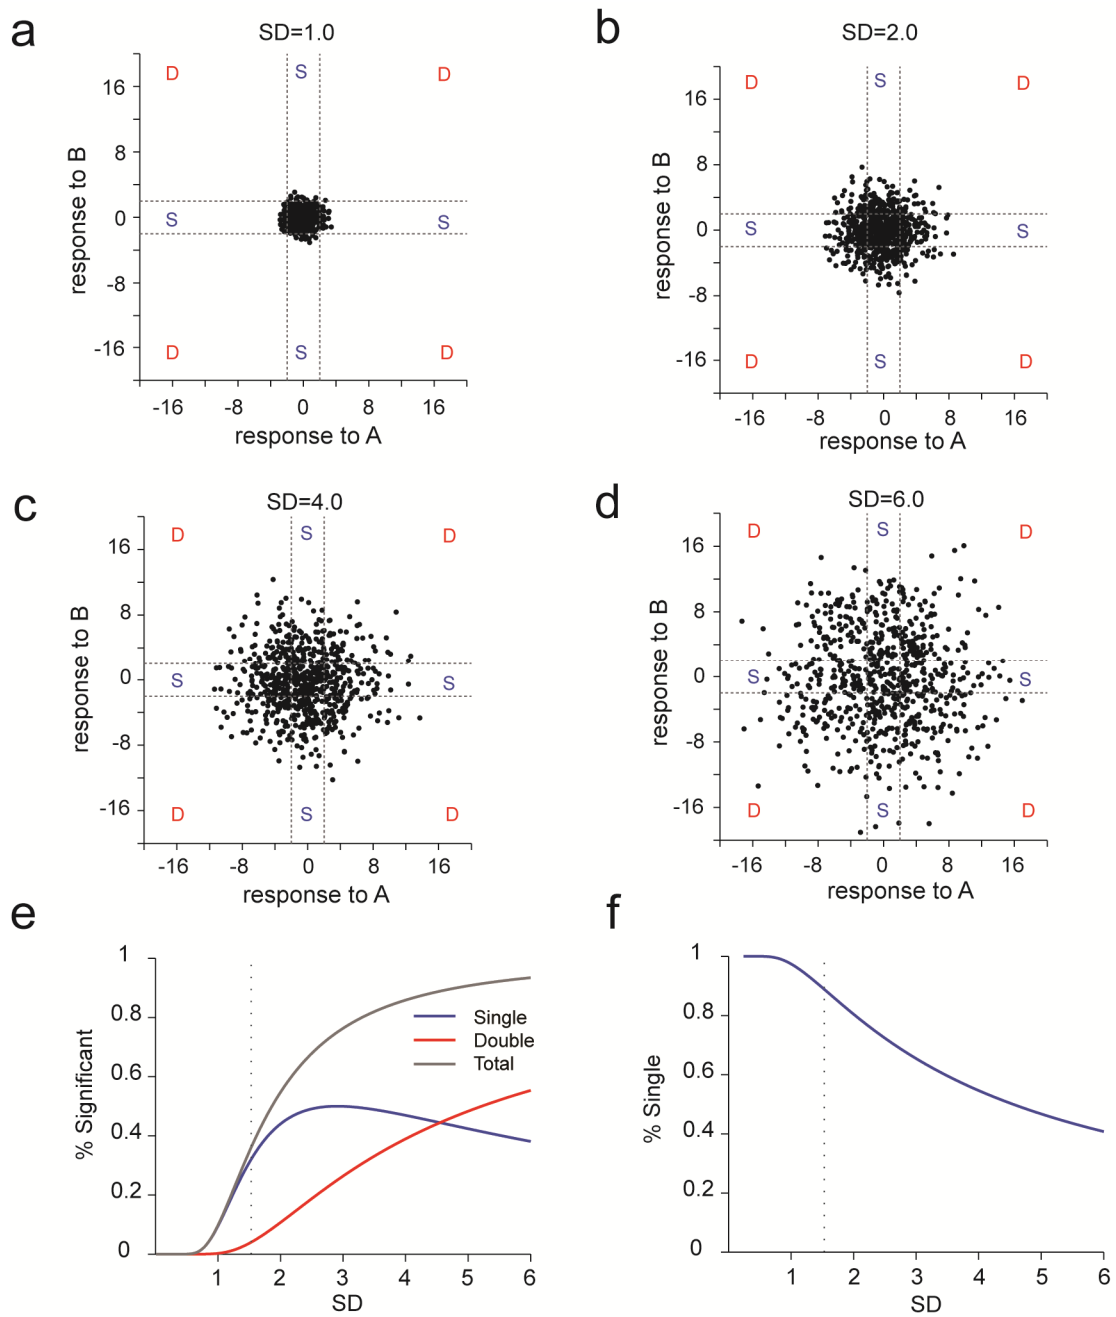 a
SD=1.0
D S D
16
8
response to B
S 0 S
-8
-16
D S D
-16 -8 0 8 16
response to A
b
SD=2.0
D S D
16
8
response to B
S 0 S
-8
-16
D S D
-16 -8 0 8 16
response to A
c
SD=4.0
D S D
16
8
response to B
S 0 S
-8
-16
D S D
-16 -8 0 8 16
response to A
d
SD=6.0
D S D
16
8
response to B
S 0 S
-8
-16
D S D
-16 -8 0 8 16
response to A
e
1
0.8
0.6
0.4
0.2
0
% Significant
Single
Double
Total
1 2 3 4 5 6
SD
f
1
0.8
0.6
0.4
0.2
0
% Single
1 2 3 4 5 6
SD